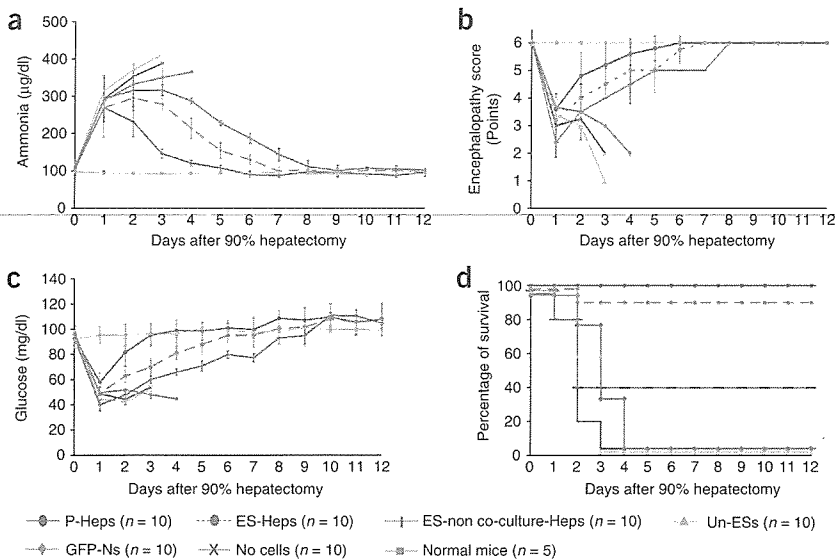 a
Ammonia (μg/dl)
500
400
300
200
100
0
0 1 2 3 4 5 6 7 8 9 10 11 12
Days after 90% hepatectomy
b
Encephalopathy score
(Points)
6
5
4
3
2
1
0
0 1 2 3 4 5 6 7 8 9 10 11 12
Days after 90% hepatectomy
c
Glucose (mg/dl)
140
120
100
80
60
40
20
0
0 1 2 3 4 5 6 7 8 9 10 11 12
Days after 90% hepatectomy
d
Percentage of survival
100
80
60
40
20
0
0 1 2 3 4 5 6 7 8 9 10 11 12
Days after 90% hepatectomy
P-Heps (n = 10) ES-Heps (n = 10) ES-non co-culture-Heps (n = 10) Un-ESs (n = 10)
GFP-Ns (n = 10) No cells (n = 10) Normal mice (n = 5)